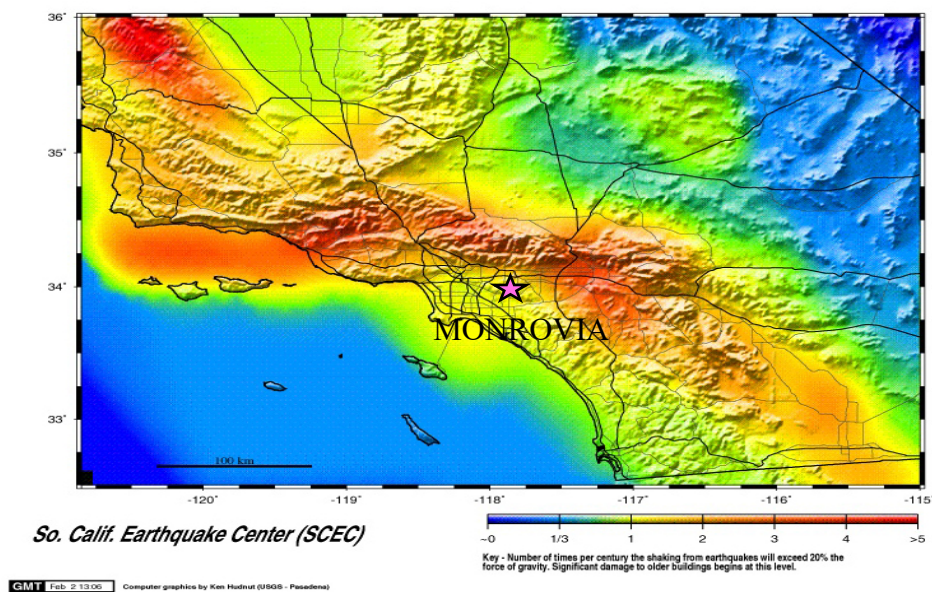 36˚
35˚
34˚
33˚
MONROVIA
100 km
-120˚
-119˚
-118˚
-117˚
-116˚
-115
So. Calif. Earthquake Center (SCEC)
~0
1/3
1
2
3
4
>5
Key - Number of times per century the shaking from earthquakes will exceed 20% the
force of gravity. Significant damage to older buildings begins at this level.
GMT Feb 2 13:06 Computer graphics by Ken Hudnut (USGS - Pasadena)